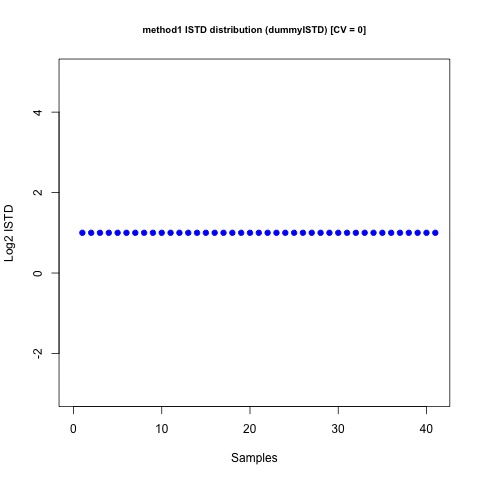 method1 ISTD distribution (dummyISTD) [CV = 0]
4
2
0
-2
Log2 ISTD
0 10 20 30 40
Samples